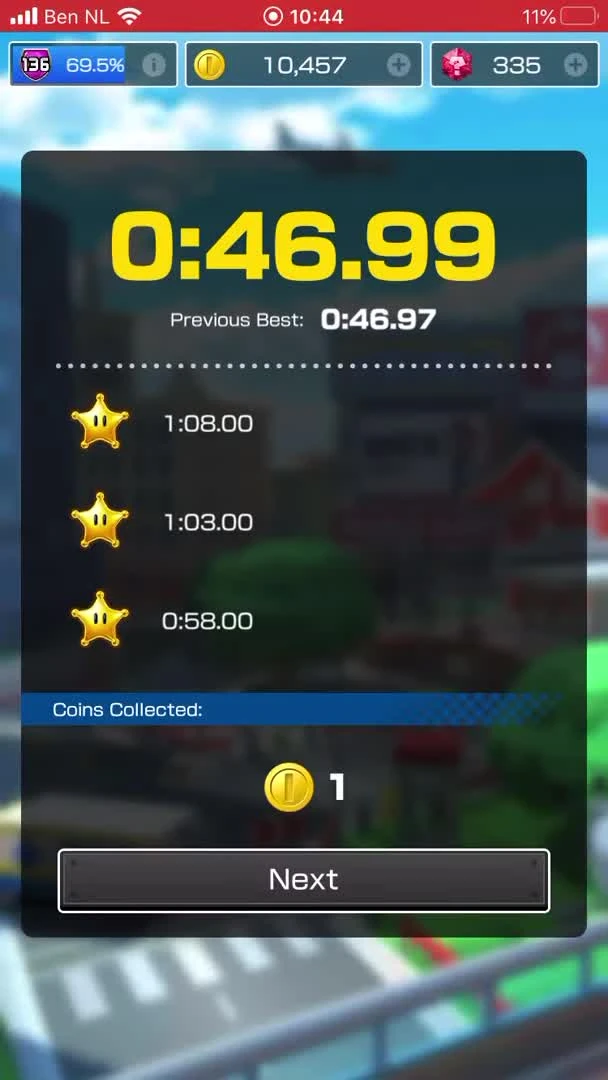 Ben NL 10:44 11%
136 69.5% i 10,457 + 335 +
0:46.99
Previous Best: 0:46.97
1:08.00
1:03.00
0:58.00
Coins Collected:
1
Next